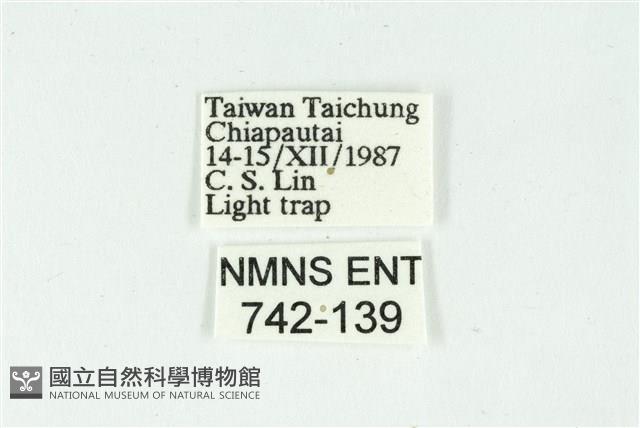 Taiwan Taichung
Chiapautai
14-15/XII/1987
C. S. Lin
Light trap
NMNS ENT
742-139
國立自然科學博物館
NATIONAL MUSEUM OF NATURAL SCIENCE